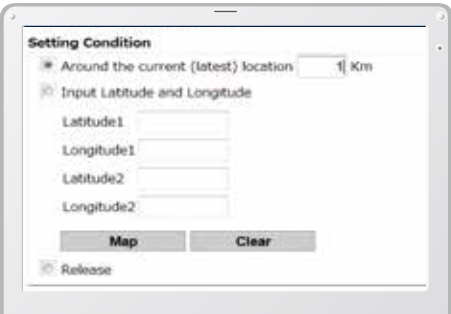 Setting Condition
Around the current (latest) location 1 Km
Input Latitude and Longitude
Latitude1
Longitude1
Latitude2
Longitude2
Map Clear
Release